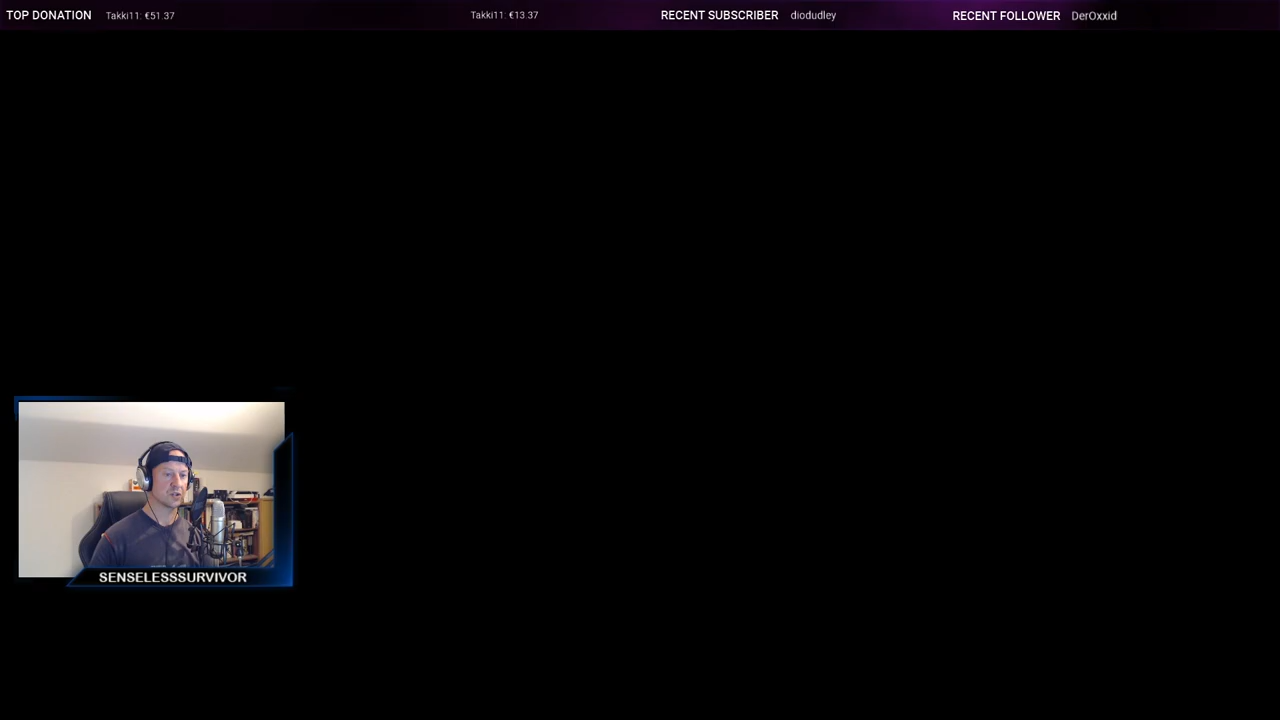 TOP DONATION Takki11: €51.37 Takki11: €13.37 RECENT SUBSCRIBER diodudley RECENT FOLLOWER DerOxxid
SENSELESSSURVIVOR